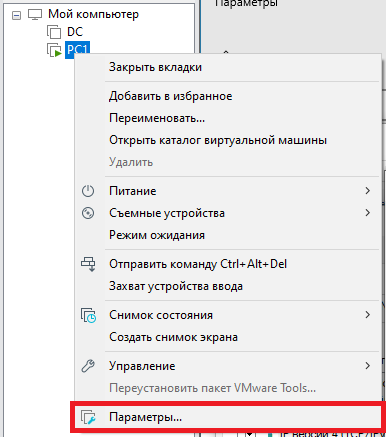 Мой компьютер
Параметры
DC
PC1
Закрыть вкладки
Добавить в избранное
Переименовать...
Открыть каталог виртуальной машины
Удалить
Питание
Съемные устройства
Режим ожидания
Отправить команду Ctrl+Alt+Del
Захват устройства ввода
Снимок состояния
Создать снимок экрана
Управление
Переустановить пакет VMware Tools...
Параметры...